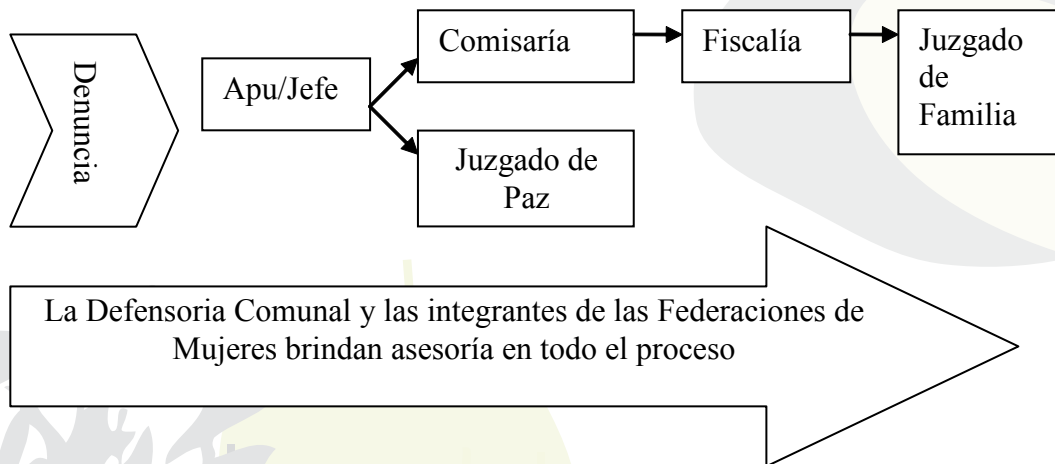 Denuncia
Apu/Jefe
Comisaría
Fiscalía
Juzgado
de
Familia
Juzgado de
Paz
La Defensoria Comunal y las integrantes de las Federaciones de
Mujeres brindan asesoría en todo el proceso